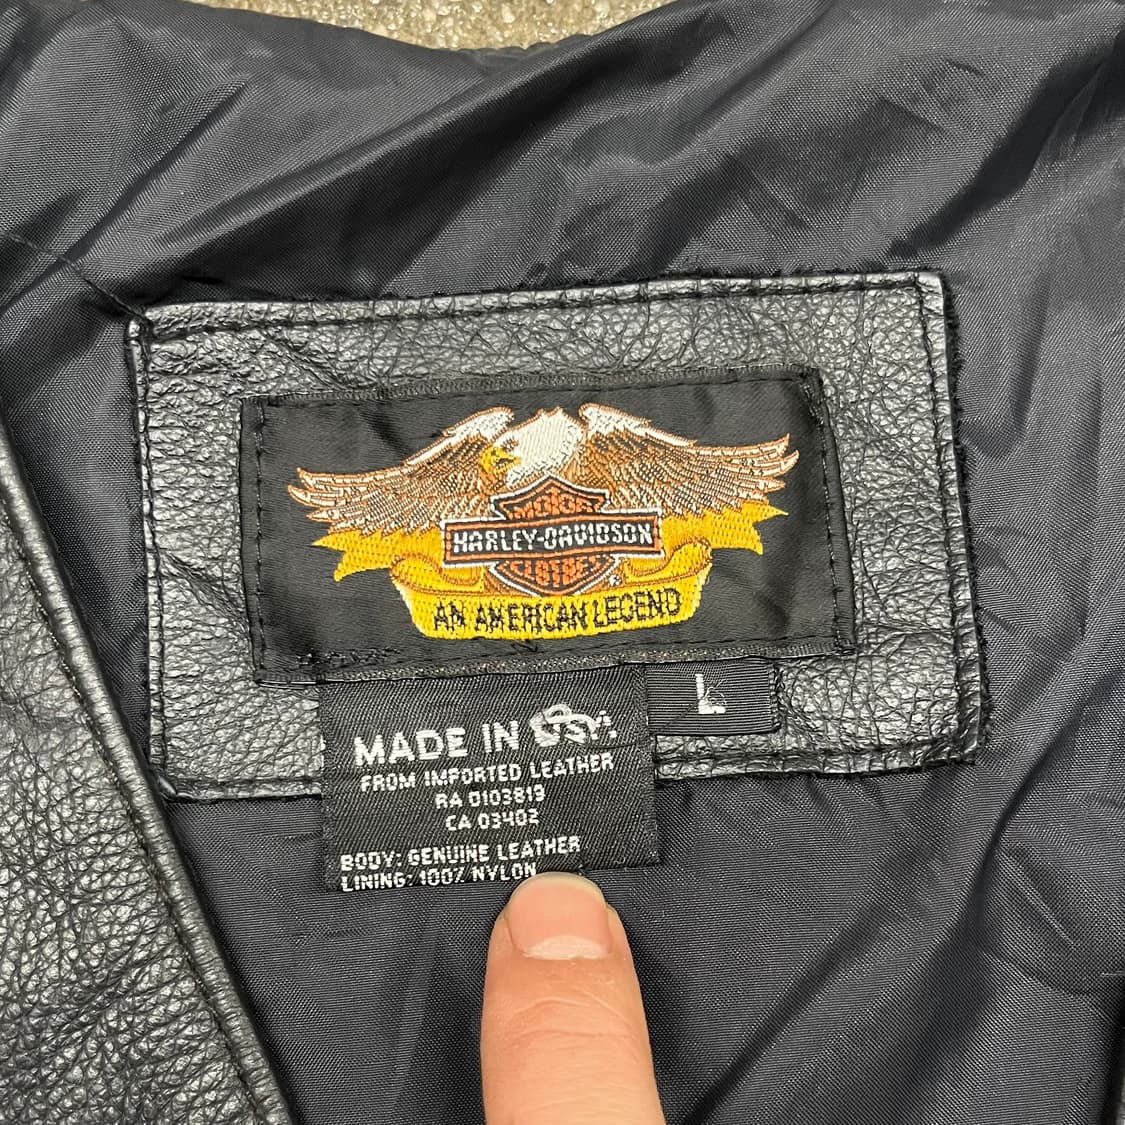 MOTOR
HARLEY-DAVIDSON
CLOTHES
AN AMERICAN LEGEND
L
MADE IN USA
FROM IMPORTED LEATHER
RA 0103819
CA 03402
BODY: GENUINE LEATHER
LINING: 100% NYLON